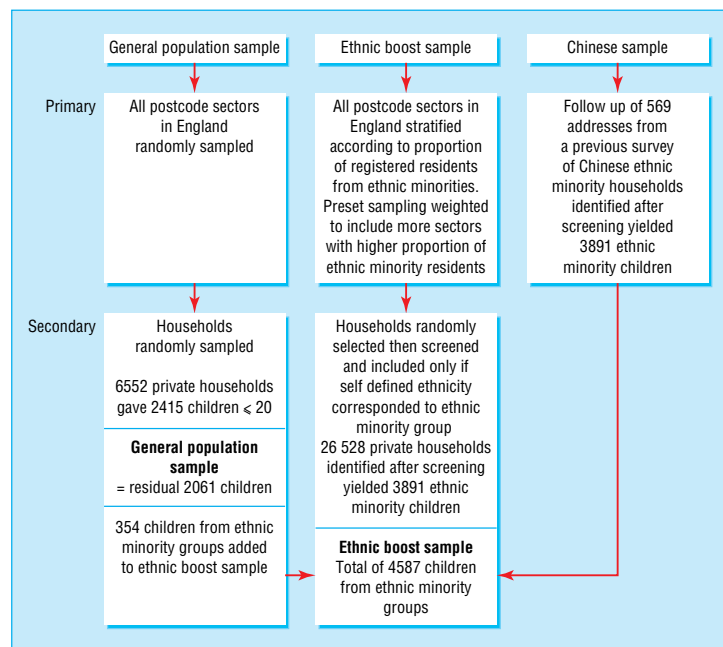 General population sample
Ethnic boost sample
Chinese sample
Primary
All postcode sectors
in England
randomly sampled
All postcode sectors in
England stratified
according to proportion
of registered residents
from ethnic minorities.
Preset sampling weighted
to include more sectors
with higher proportion of
ethnic minority residents
Follow up of 569
addresses from
a previous survey
of Chinese ethnic
minority households
identified after
screening yielded
3891 ethnic
minority children
Secondary
Households
randomly sampled
6552 private households
gave 2415 children ⩽ 20
General population
sample
= residual 2061 children
354 children from ethnic
minority groups added
to ethnic boost sample
Households randomly
selected then screened
and included only if
self defined ethnicity
corresponded to ethnic
minority group
26 528 private households
identified after screening
yielded 3891 ethnic
minority children
Ethnic boost sample
Total of 4587 children
from ethnic minority
groups